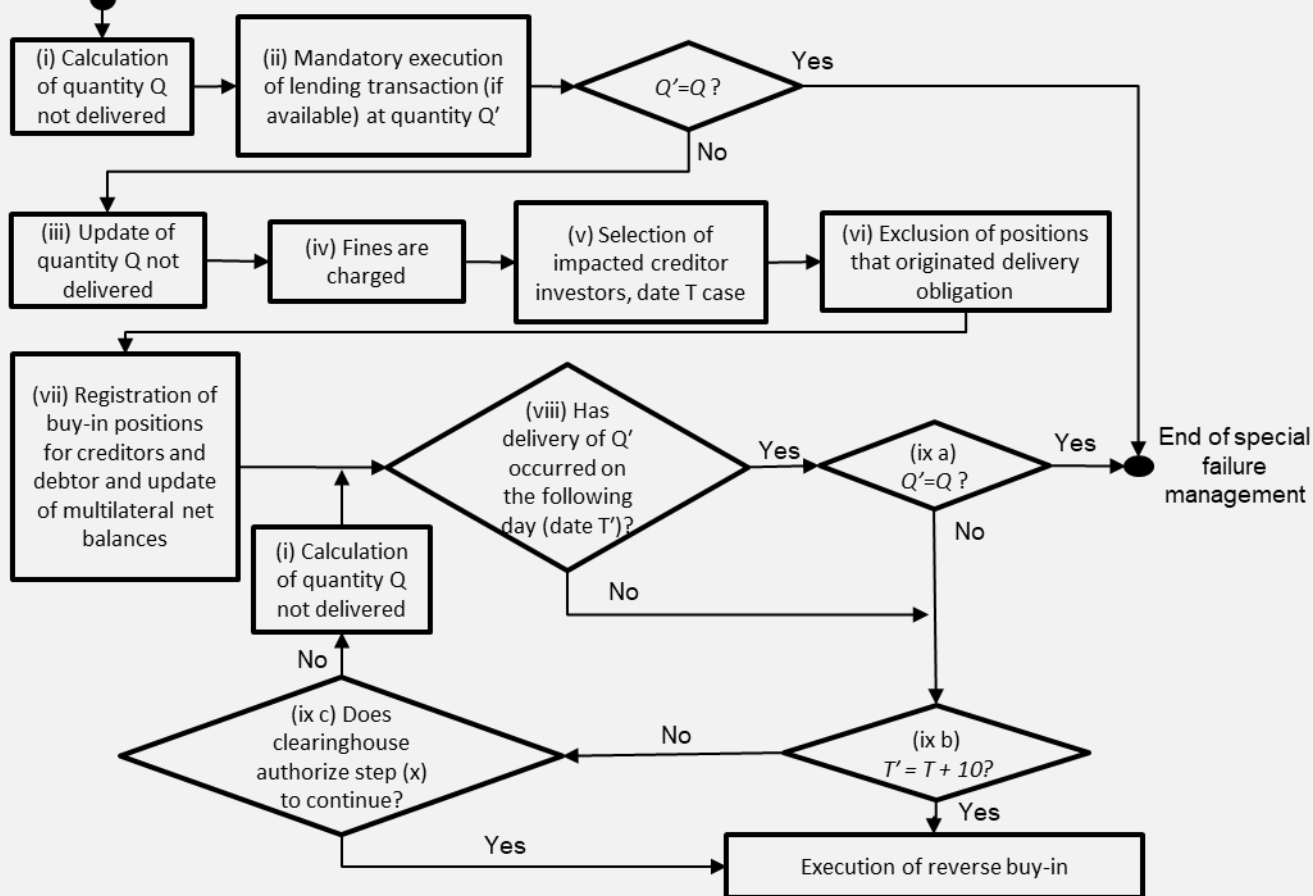 (i) Calculation
of quantity Q
not delivered
(ii) Mandatory execution
of lending transaction (if
available) at quantity Q’
Q’=Q ?
Yes
No
(iii) Update of
quantity Q not
delivered
(iv) Fines are
charged
(v) Selection of
impacted creditor
investors, date T case
(vi) Exclusion of positions
that originated delivery
obligation
(vii) Registration of
buy-in positions
for creditors and
debtor and update
of multilateral net
balances
(viii) Has
delivery of Q’
occurred on
the following
day (date T’)?
Yes
(ix a)
Q’=Q ?
Yes
End of special
failure
management
No
(i) Calculation
of quantity Q
not delivered
No
No
(ix c) Does
clearinghouse
authorize step (x)
to continue?
No
(ix b)
T’ = T + 10?
Yes
Yes
Execution of reverse buy-in